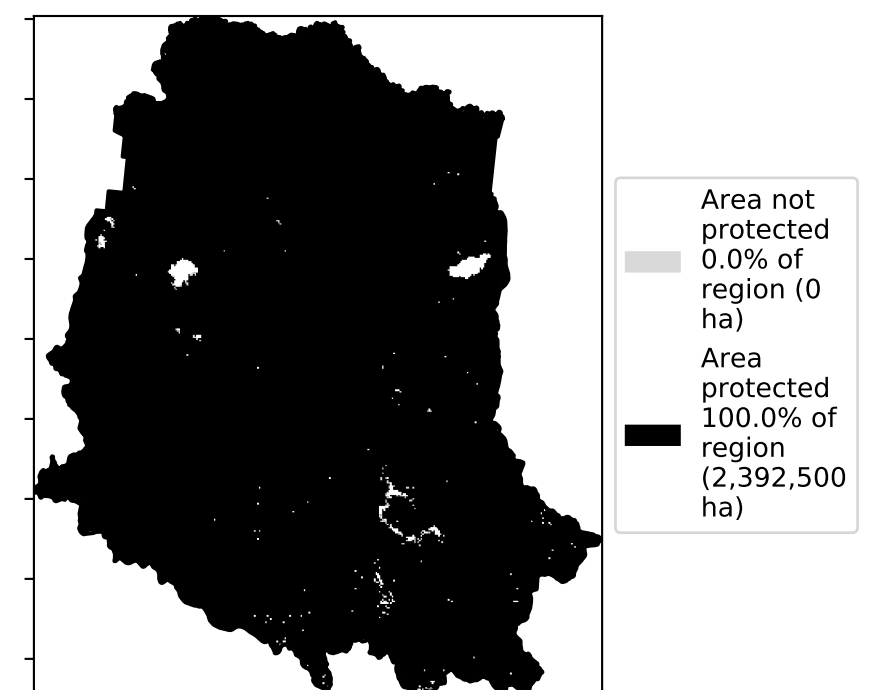 Area not
protected
0.0% of
region (0
ha)
Area
protected
100.0% of
region
(2,392,500
ha)